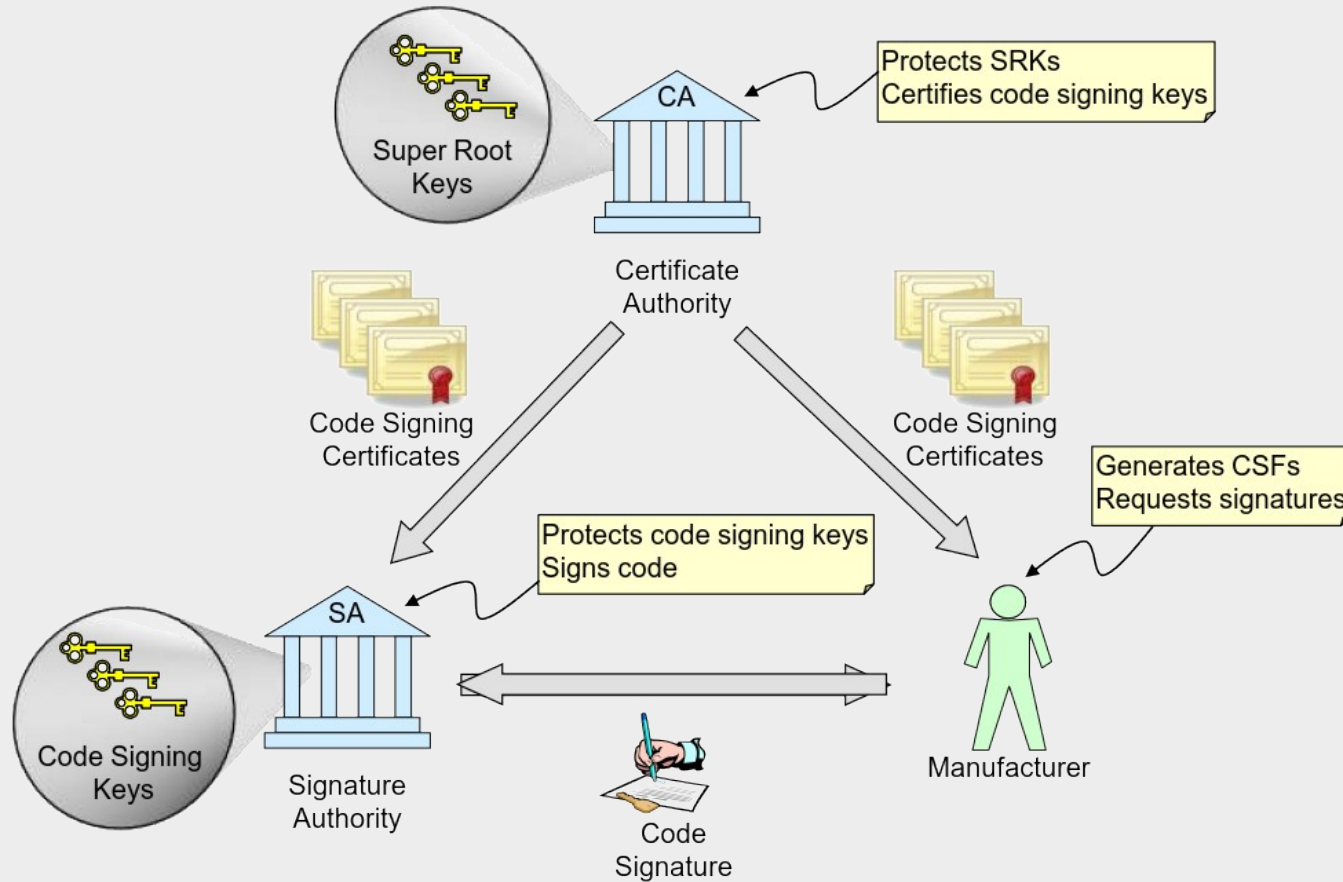 CA
Protects SRKs
Certifies code signing keys
Super Root
Keys
Certificate
Authority
Code Signing
Certificates
Code Signing
Certificates
Generates CSFs
Requests signatures
Protects code signing keys
Signs code
SA
Code Signing
Keys
Signature
Authority
Manufacturer
Code
Signature